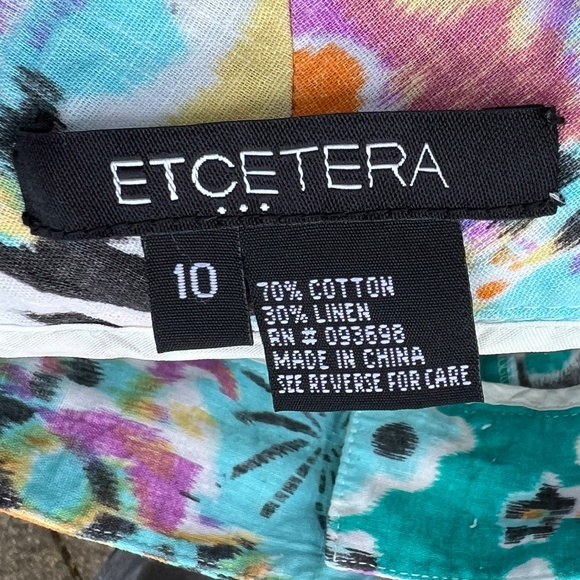 ETCETERA
...
10
70% COTTON
30% LINEN
RN # 093698
MADE IN CHINA
SEE REVERSE FOR CARE